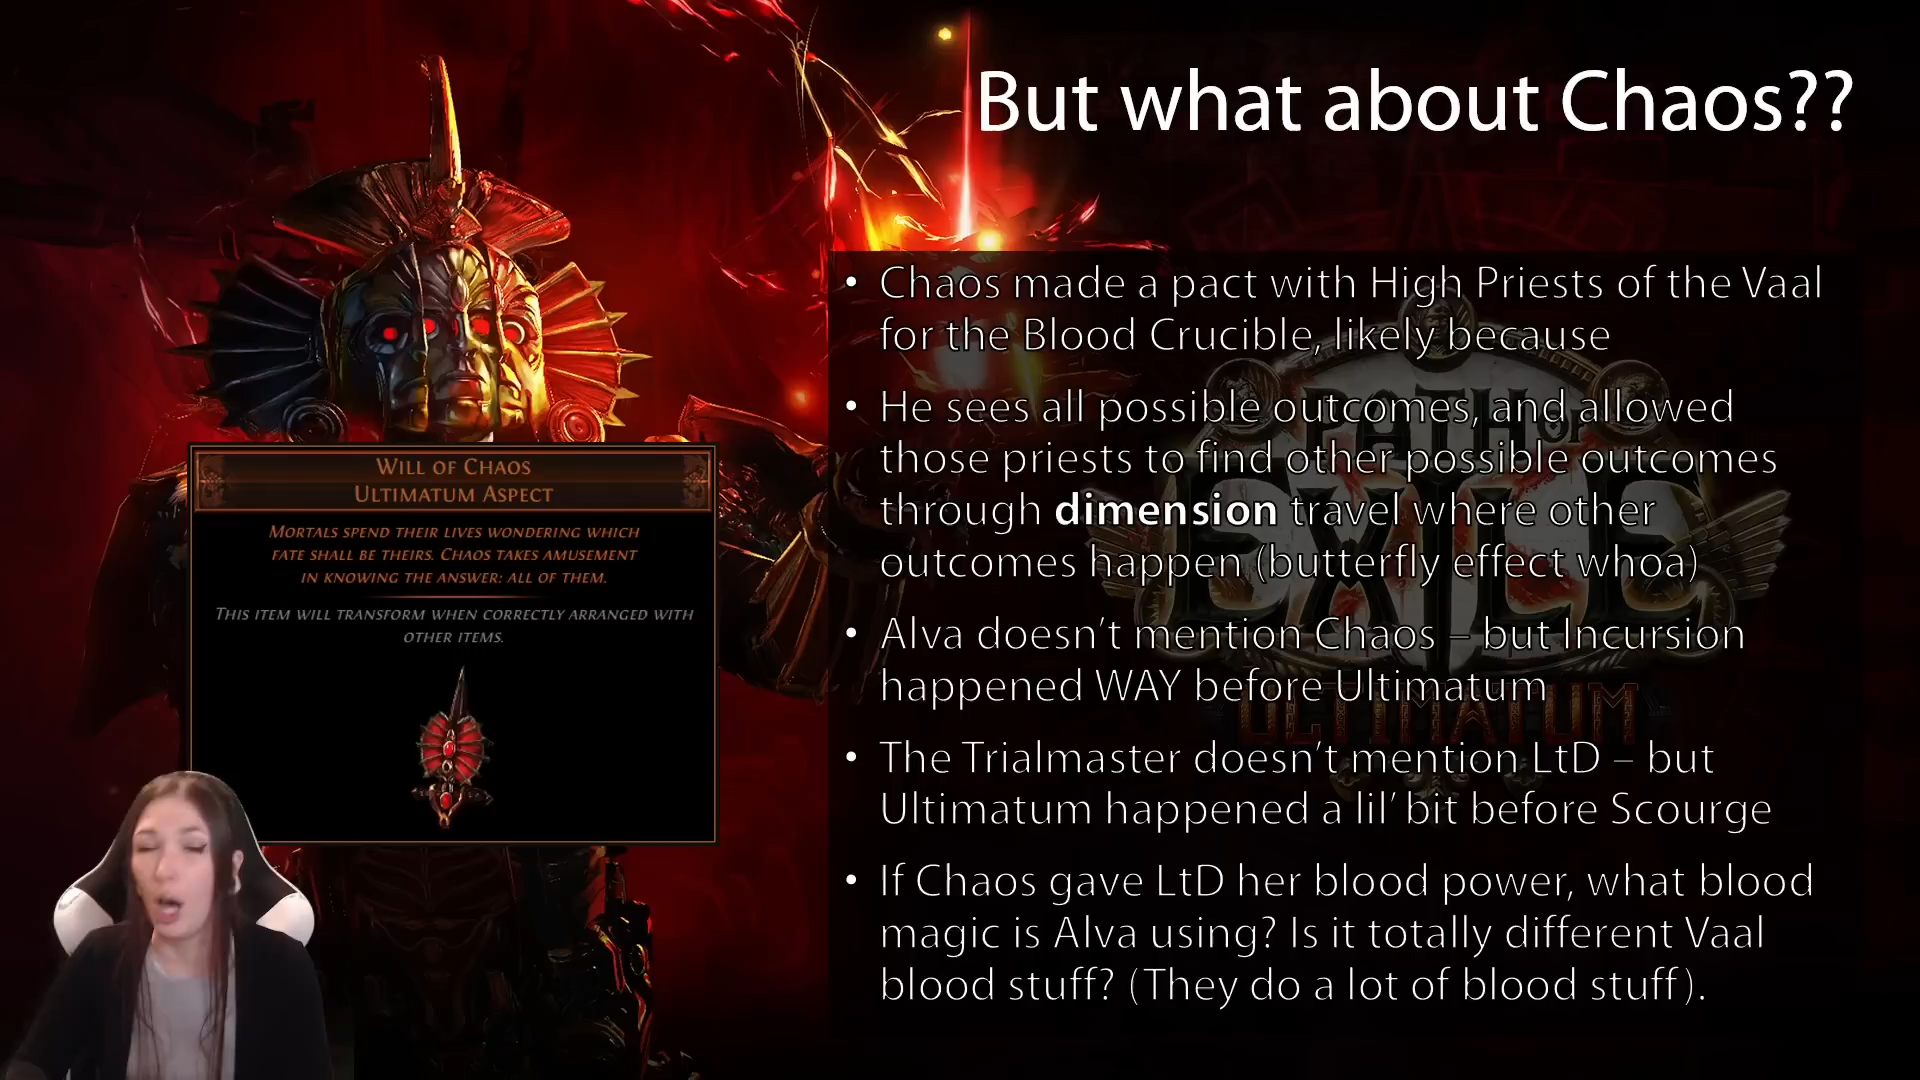 But what about Chaos??
• Chaos made a pact with High Priests of the Vaal
for the Blood Crucible, likely because
• He sees all possible outcomes, and allowed
those priests to find other possible outcomes
through dimension travel where other
outcomes happen (butterfly effect whoa)
• Alva doesn't mention Chaos – but Incursion
happened WAY before Ultimatum
• The Trialmaster doesn't mention LtD – but
Ultimatum happened a lil' bit before Scourge
• If Chaos gave LtD her blood power, what blood
magic is Alva using? Is it totally different Vaal
blood stuff? (They do a lot of blood stuff).
Will of Chaos
Ultimatum Aspect
Mortals spend their lives wondering which
fate shall be theirs. Chaos takes amusement
in knowing the answer: all of them.
This item will transform when correctly arranged with
other items.
PATH OF
EXILE
ULTIMATUM